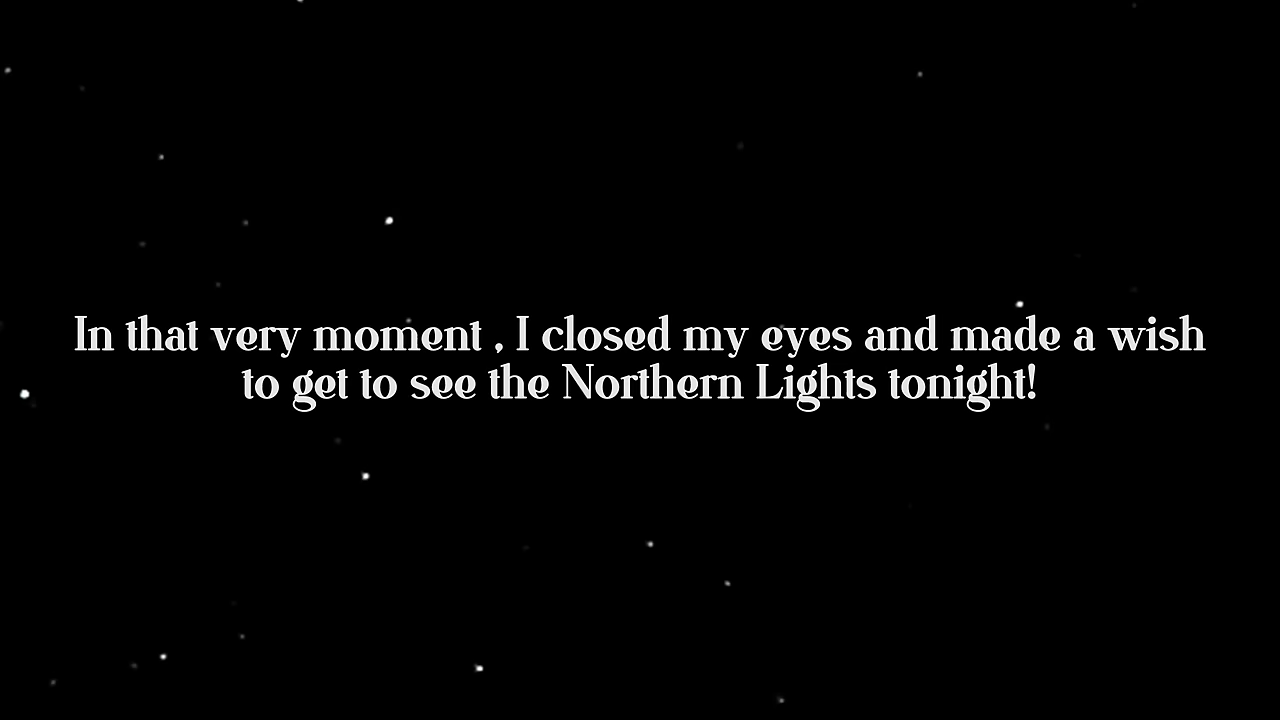 In that very moment , I closed my eyes and made a wish
to get to see the Northern Lights tonight!